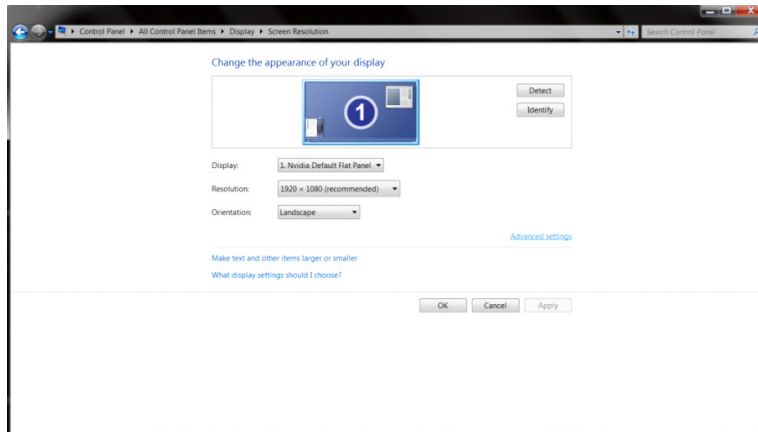 Control Panel ▸ All Control Panel Items ▸ Display ▸ Screen Resolution
Search Control Panel
Change the appearance of your display
1
Detect
Identify
Display: 1. Nvidia Default Flat Panel
Resolution: 1920 × 1080 (recommended)
Orientation: Landscape
Advanced settings
Make text and other items larger or smaller
What display settings should I choose?
OK Cancel Apply